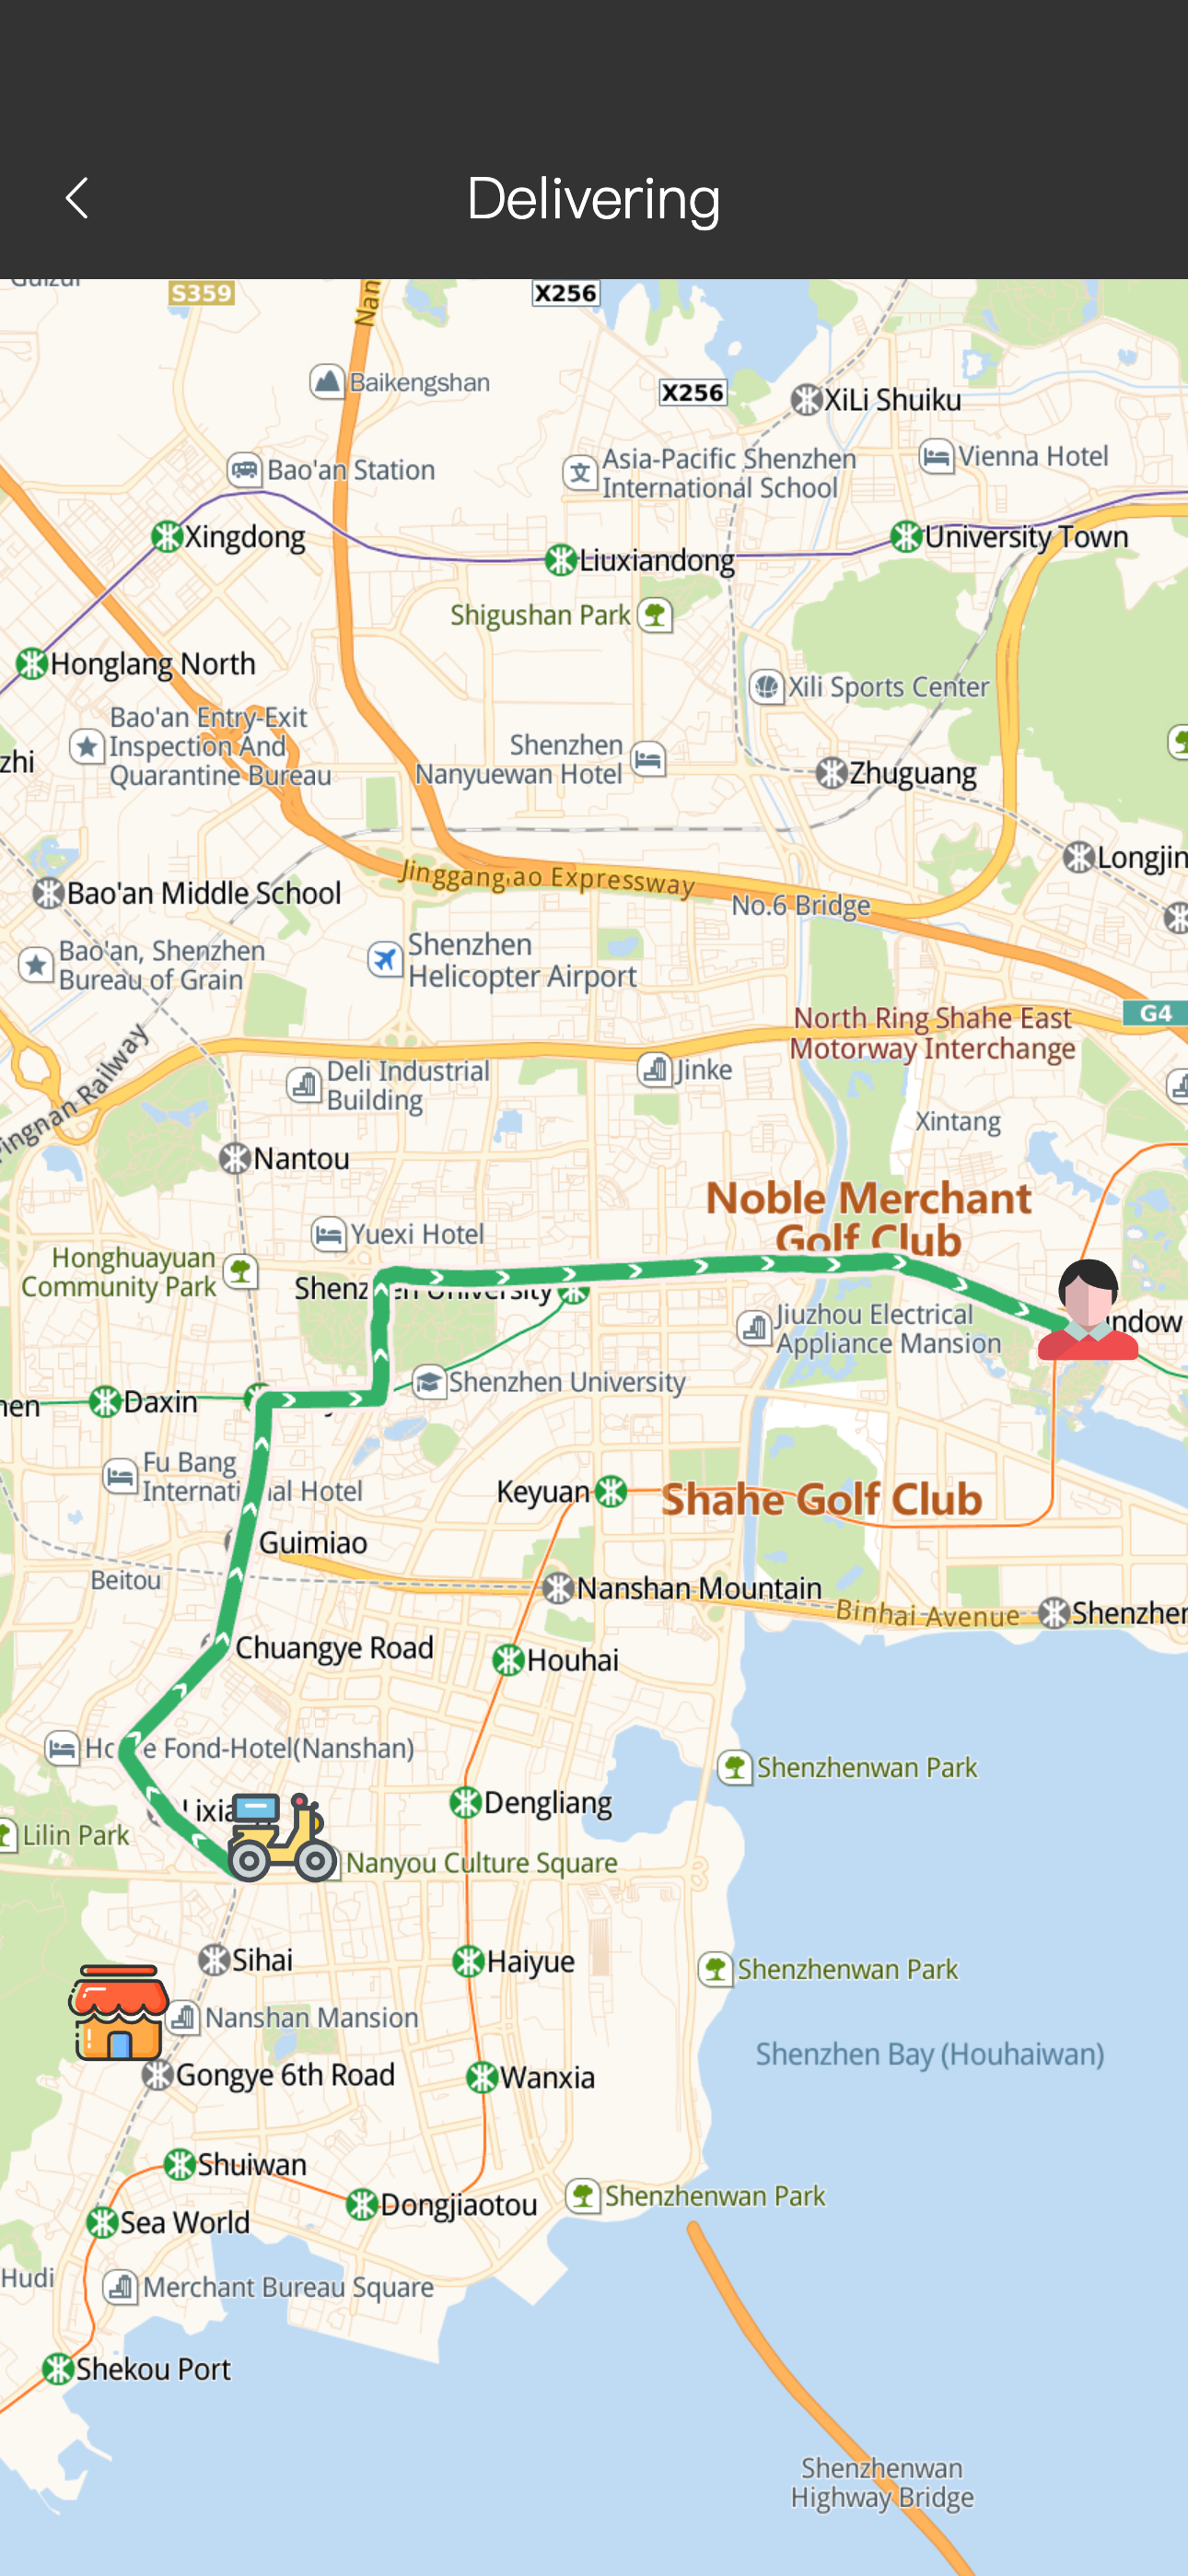 Delivering
S359
Nan
X256
Baikengshan
X256
XiLi Shuiku
Bao'an Station
Asia-Pacific Shenzhen
International School
Vienna Hotel
Xingdong
Liuxiandong
University Town
Shigushan Park
Honglang North
Xili Sports Center
Bao'an Entry-Exit
Inspection And
Quarantine Bureau
zhi
Shenzhen
Nanyuewan Hotel
Zhuguang
Longjin
Jinggang'ao Expressway
Bao'an Middle School
No.6 Bridge
Bao'an, Shenzhen
Bureau of Grain
Shenzhen
Helicopter Airport
G4
North Ring Shahe East
Motorway Interchange
Pingnan Railway
Deli Industrial
Building
Jinke
Xintang
Nantou
Noble Merchant
Golf Club
Yuexi Hotel
Honghuayuan
Community Park
Shenz en University
Jiuzhou Electrical
Appliance Mansion
indow
Shenzhen University
Daxin
Fu Bang
Internati al Hotel
Keyuan
Shahe Golf Club
Guimiao
Beitou
Nanshan Mountain
Binhai Avenue
Shenzhen
Chuangye Road
Houhai
Ho e Fond-Hotel(Nanshan)
Shenzhenwan Park
Lixia
Dengliang
Lilin Park
Nanyou Culture Square
Sihai
Haiyue
Shenzhenwan Park
Nanshan Mansion
Shenzhen Bay (Houhaiwan)
Gongye 6th Road
Wanxia
Shuiwan
Dongjiaotou
Shenzhenwan Park
Sea World
Hudi
Merchant Bureau Square
Shekou Port
Shenzhenwan
Highway Bridge